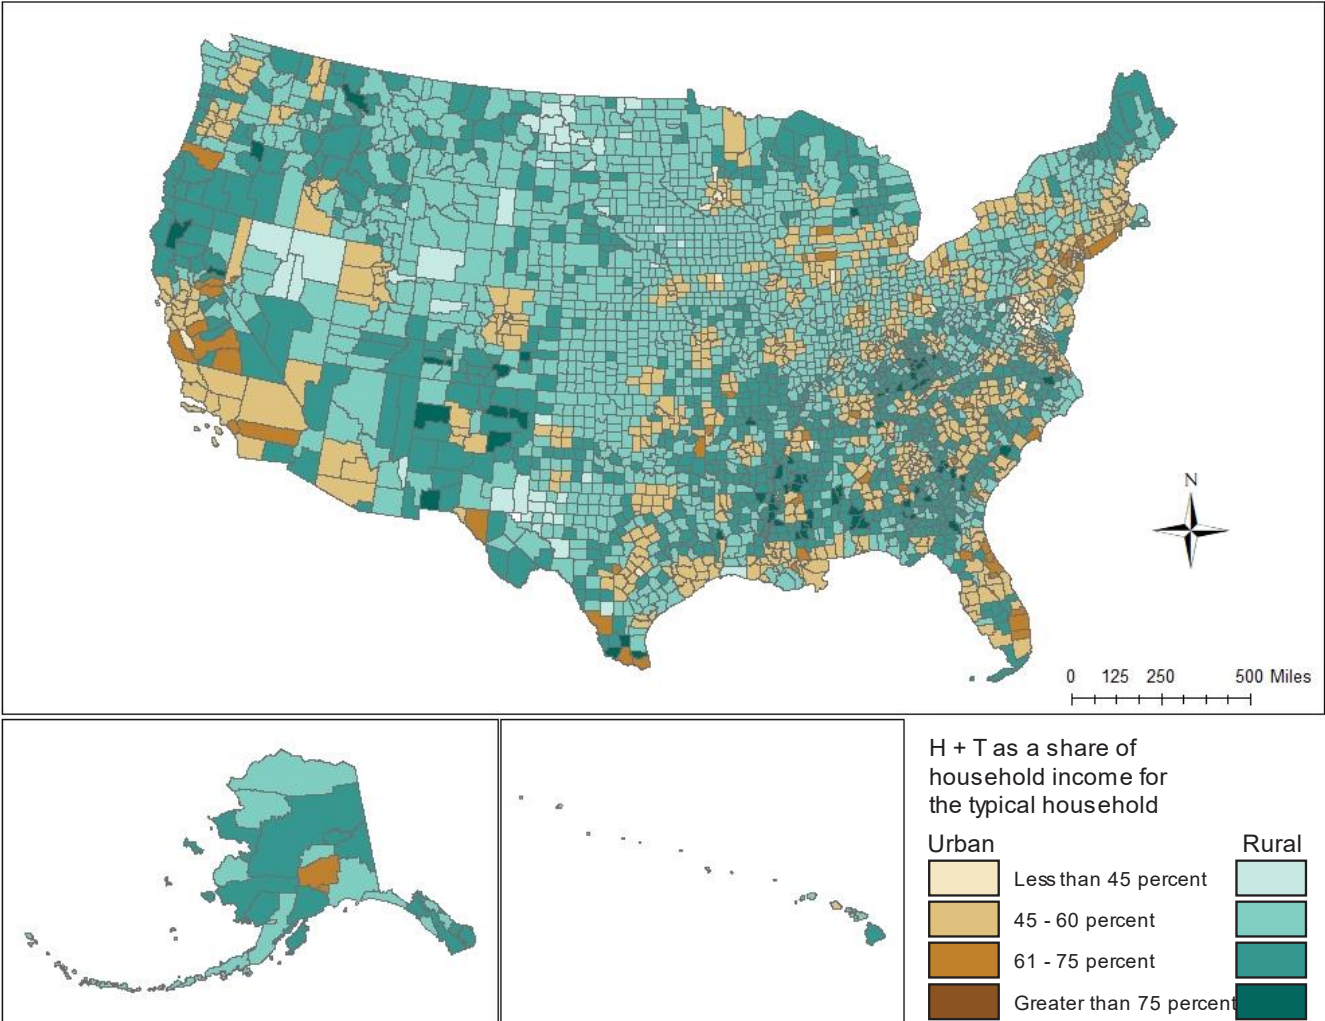 N
0 125 250 500 Miles
H + T as a share of
household income for
the typical household
Urban Rural
Less than 45 percent
45 - 60 percent
61 - 75 percent
Greater than 75 percent